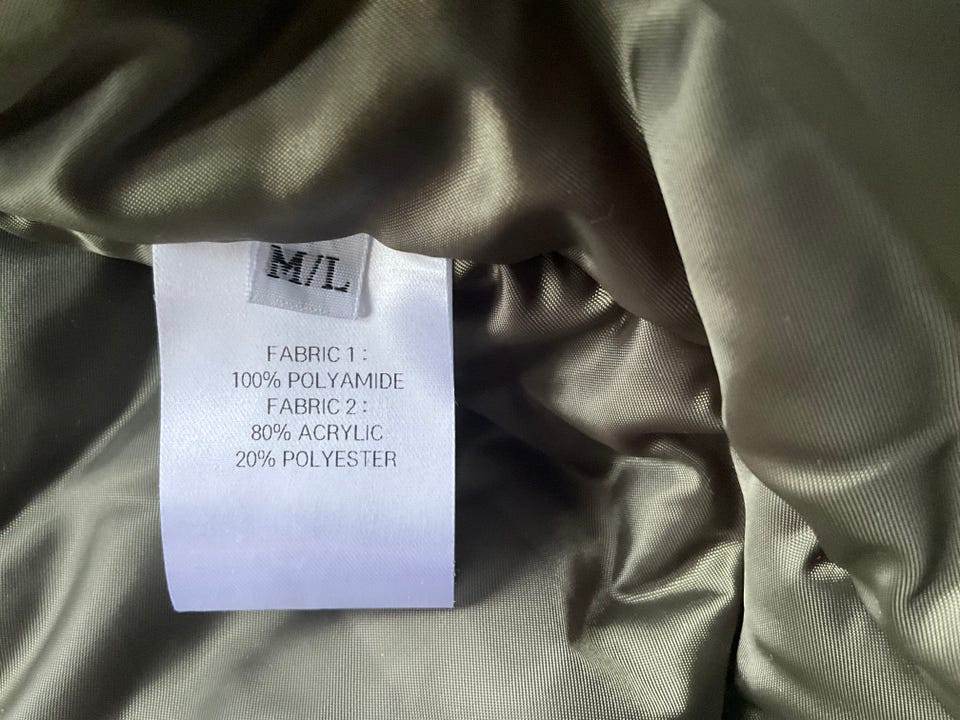 M/L
FABRIC 1 :
100% POLYAMIDE
FABRIC 2 :
80% ACRYLIC
20% POLYESTER